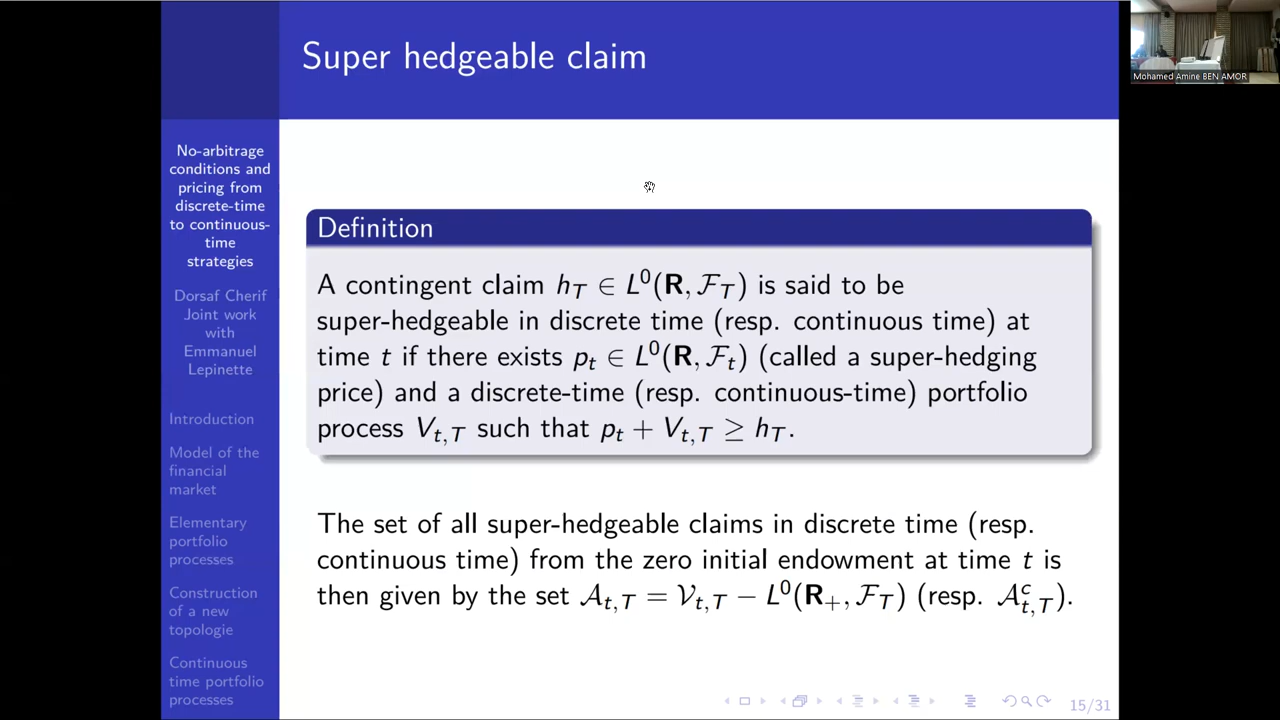 Super hedgeable claim
Mohamed Amine BEN AMOR
No-arbitrage
conditions and
pricing from
discrete-time
to continuous-
time
strategies
Dorsaf Cherif
Joint work
with
Emmanuel
Lepinette
Introduction
Model of the
financial
market
Elementary
portfolio
processes
Construction
of a new
topologie
Continuous
time portfolio
processes
Definition
A contingent claim h_T ∈ L⁰(R, ℱ_T) is said to be
super-hedgeable in discrete time (resp. continuous time) at
time t if there exists p_t ∈ L⁰(R, ℱ_t) (called a super-hedging
price) and a discrete-time (resp. continuous-time) portfolio
process V_{t,T} such that p_t + V_{t,T} ≥ h_T.
The set of all super-hedgeable claims in discrete time (resp.
continuous time) from the zero initial endowment at time t is
then given by the set 𝒜_{t,T} = 𝒱_{t,T} − L⁰(R₊, ℱ_T) (resp. 𝒜^c_{t,T}).
15/31